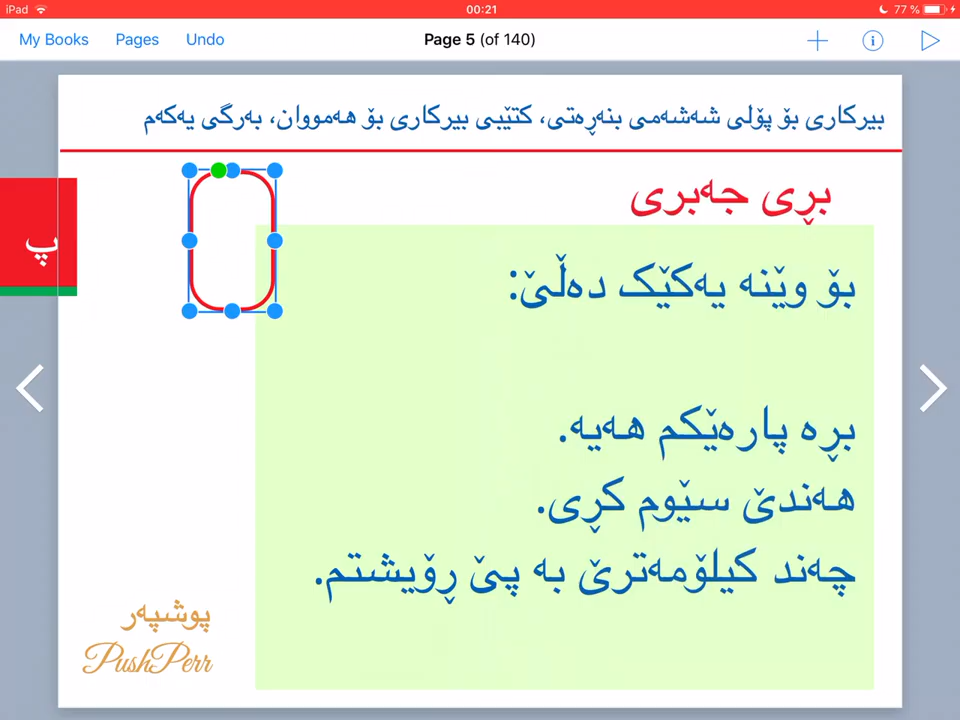 iPad
00:21
77 %
My Books
Pages
Undo
Page 5 (of 140)
بیرکاری بۆ پۆلی شەشەمی بنەڕەتی، کتێبی بیرکاری بۆ هەمووان، بەرگی یەکەم
بڕی جەبری
پ
بۆ وێنە یەکێک دەڵێ:
بڕە پارەێکم هەیە.
هەندێ سێوم کڕی.
چەند کیلۆمەترێ بە پێ ڕۆیشتم.
پوشپەڕ
PushPerr